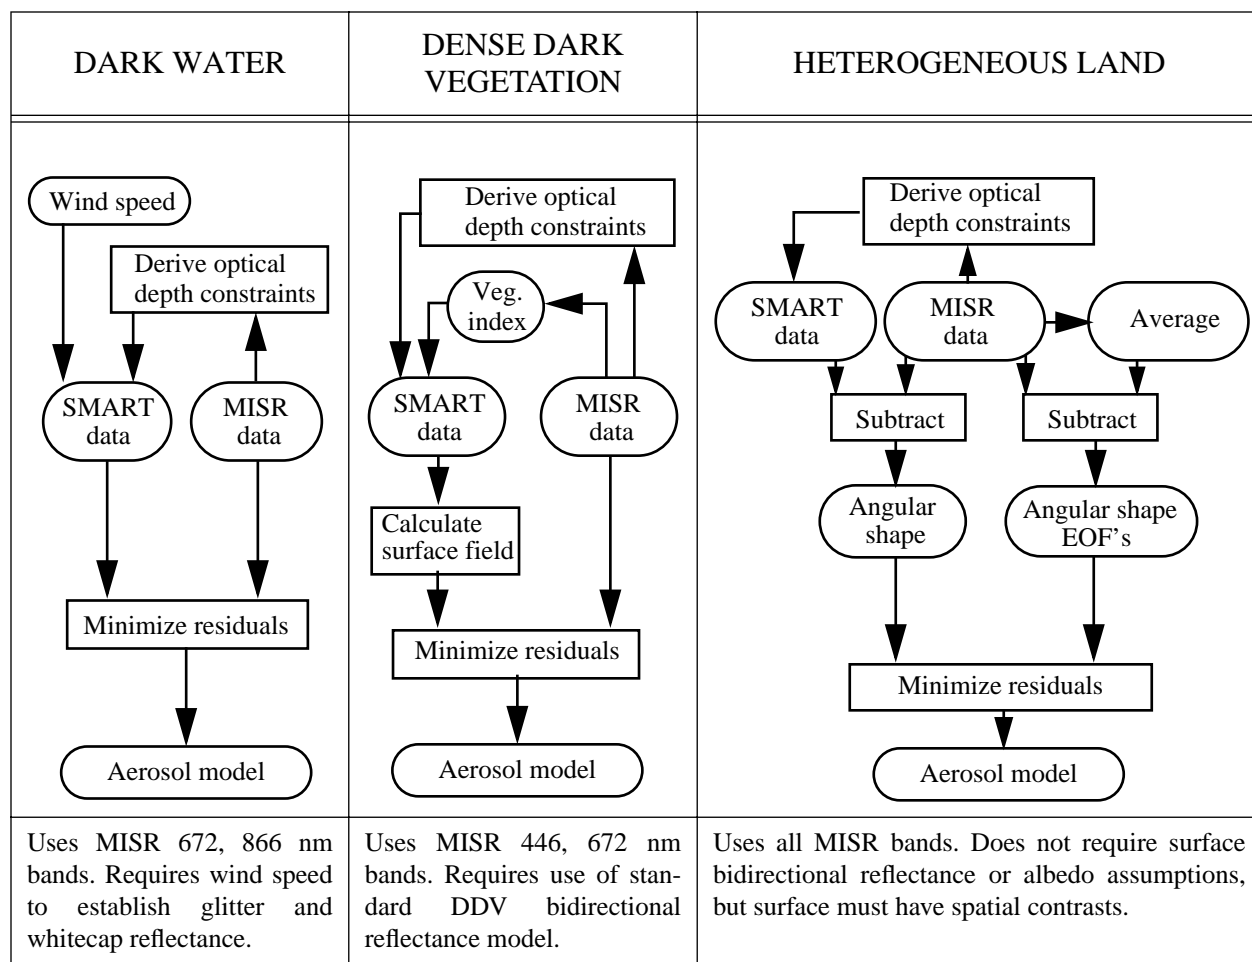 DARK WATER
DENSE DARK
VEGETATION
HETEROGENEOUS LAND
Wind speed
Derive optical
depth constraints
SMART
data
MISR
data
Minimize residuals
Aerosol model
Derive optical
depth constraints
Veg.
index
SMART
data
MISR
data
Calculate
surface field
Minimize residuals
Aerosol model
Derive optical
depth constraints
SMART
data
MISR
data
Average
Subtract
Subtract
Angular
shape
Angular shape
EOF's
Minimize residuals
Aerosol model
Uses MISR 672, 866 nm
bands. Requires wind speed
to establish glitter and
whitecap reflectance.
Uses MISR 446, 672 nm
bands. Requires use of stan-
dard DDV bidirectional
reflectance model.
Uses all MISR bands. Does not require surface
bidirectional reflectance or albedo assumptions,
but surface must have spatial contrasts.